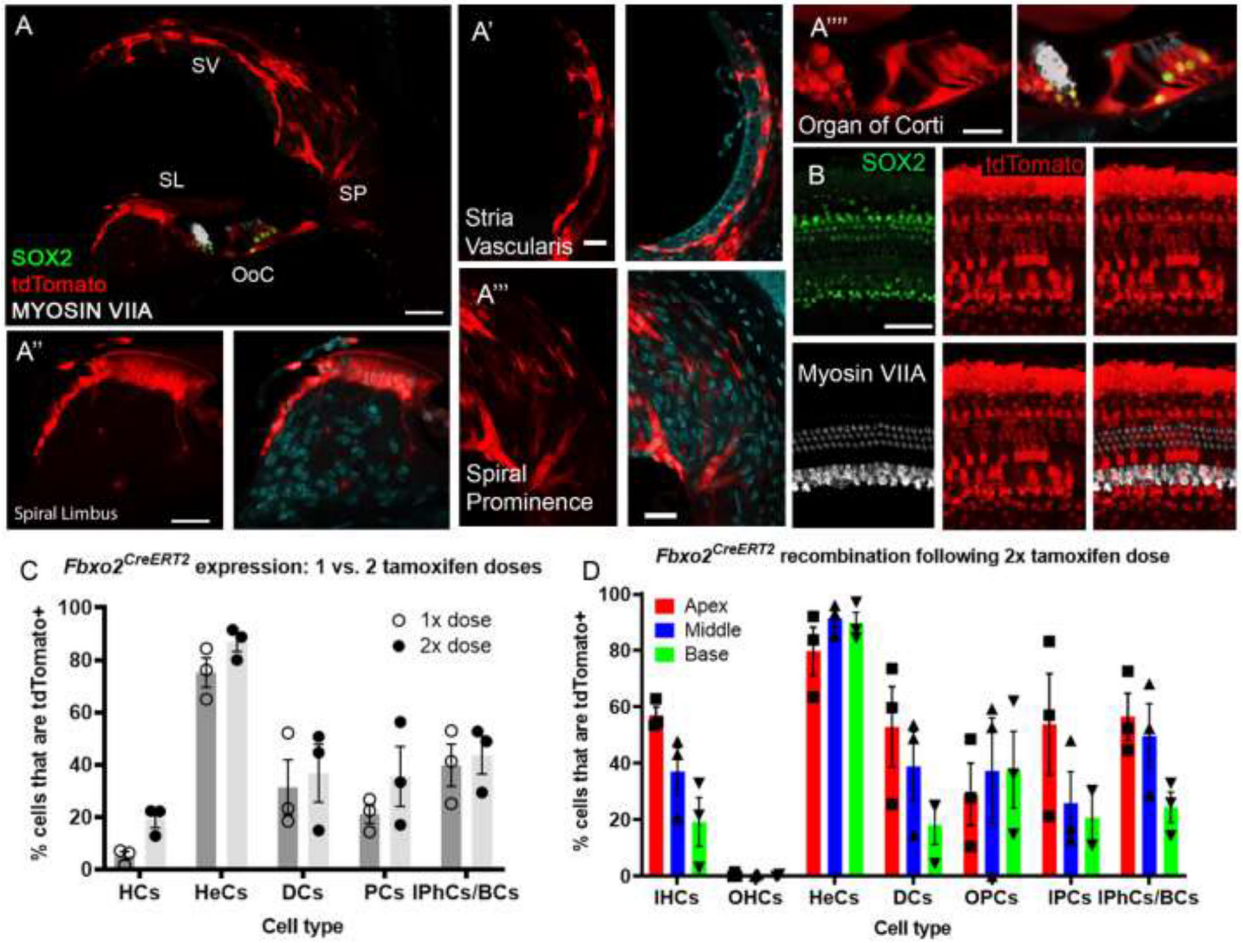 A
SV
SL
SP
OoC
SOX2
tdTomato
MYOSIN VIIA
A'
Stria
Vascularis
A''
Spiral Limbus
A'''
Spiral
Prominence
A''''
Organ of Corti
B
SOX2
tdTomato
Myosin VIIA
C
Fbxo2CreERT2 expression: 1 vs. 2 tamoxifen doses
% cells that are tdTomato+
100
80
60
40
20
0
1x dose
2x dose
HCs HeCs DCs PCs IPhCs/BCs
Cell type
D
Fbxo2CreERT2 recombination following 2x tamoxifen dose
% cells that are tdTomato+
100
80
60
40
20
0
Apex
Middle
Base
IHCs OHCs HeCs DCs OPCs IPCs IPhCs/BCs
Cell type